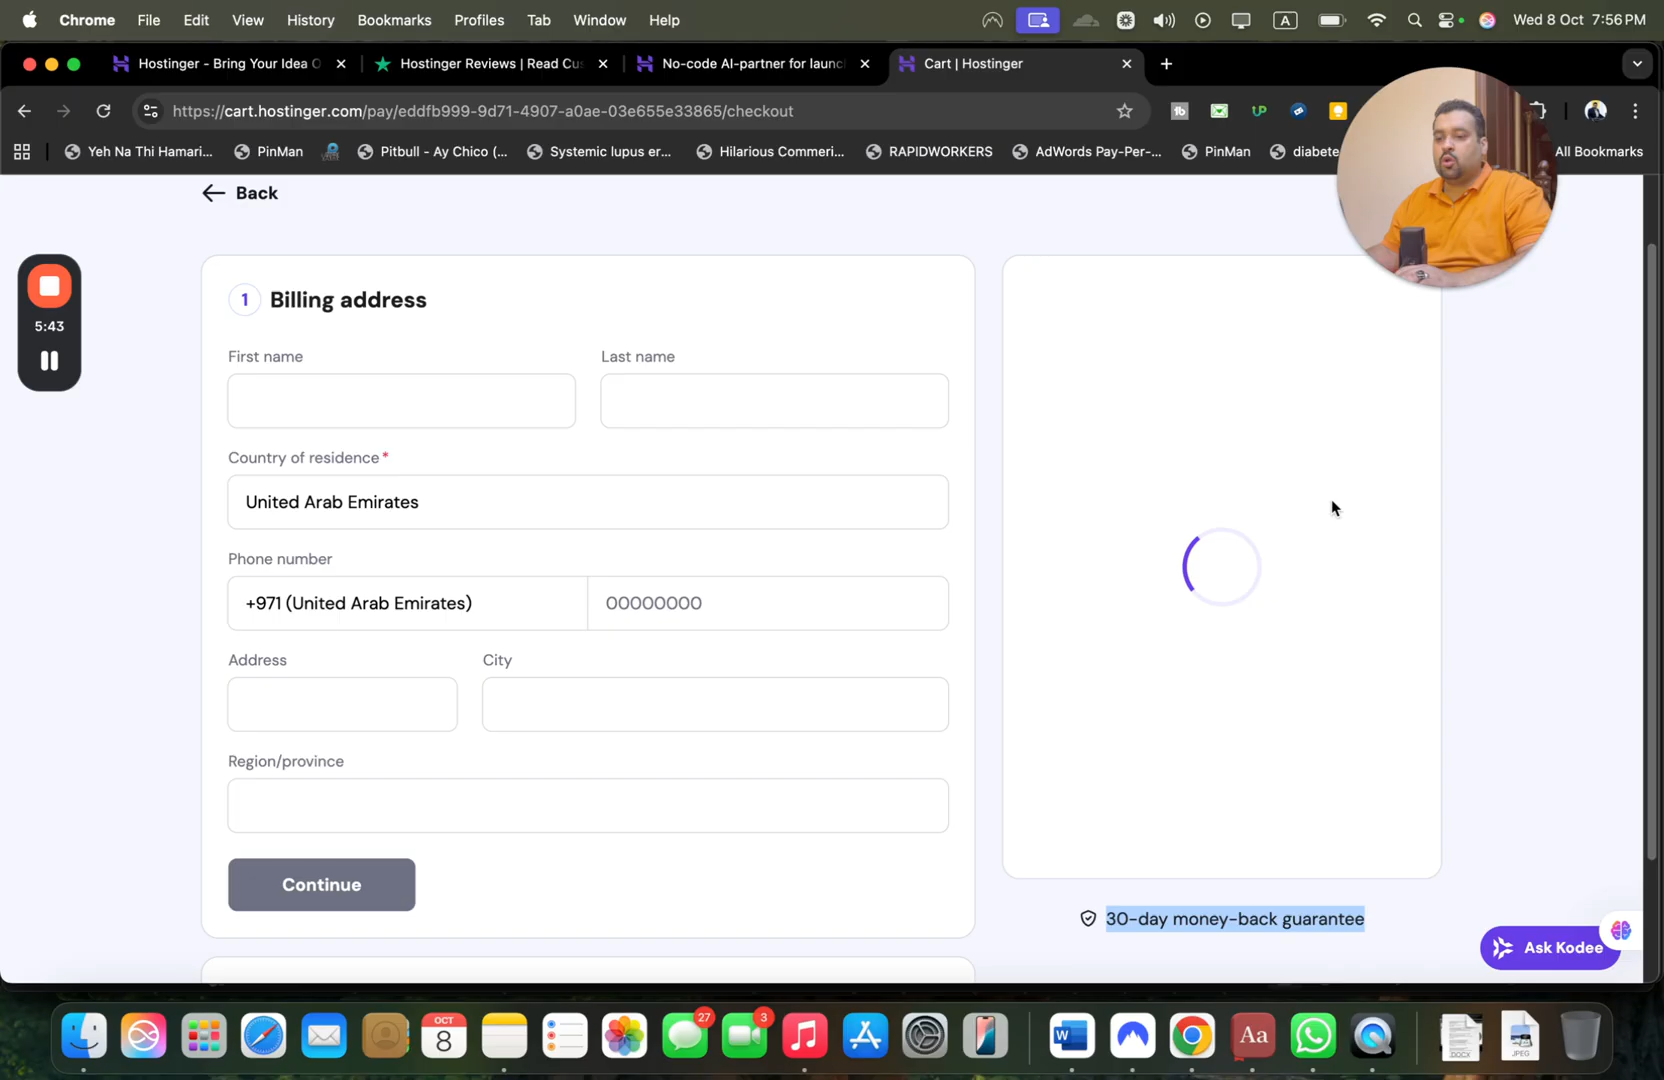 Chrome File Edit View History Bookmarks Profiles Tab Window Help
A Wed 8 Oct 7:56 PM
Hostinger - Bring Your Idea O
Hostinger Reviews | Read Cus
No-code AI-partner for launc
Cart | Hostinger
https://cart.hostinger.com/pay/eddfb999-9d71-4907-a0ae-03e655e33865/checkout
Yeh Na Thi Hamari... PinMan Pitbull - Ay Chico (... Systemic lupus er... Hilarious Commeri... RAPIDWORKERS AdWords Pay-Per-... PinMan diabete All Bookmarks
Back
5:43
1 Billing address
First name Last name
Country of residence*
United Arab Emirates
Phone number
+971 (United Arab Emirates) 00000000
Address City
Region/province
Continue
30-day money-back guarantee
Ask Kodee
27
3
OCT
8
W
Aa
DOCX
JPEG